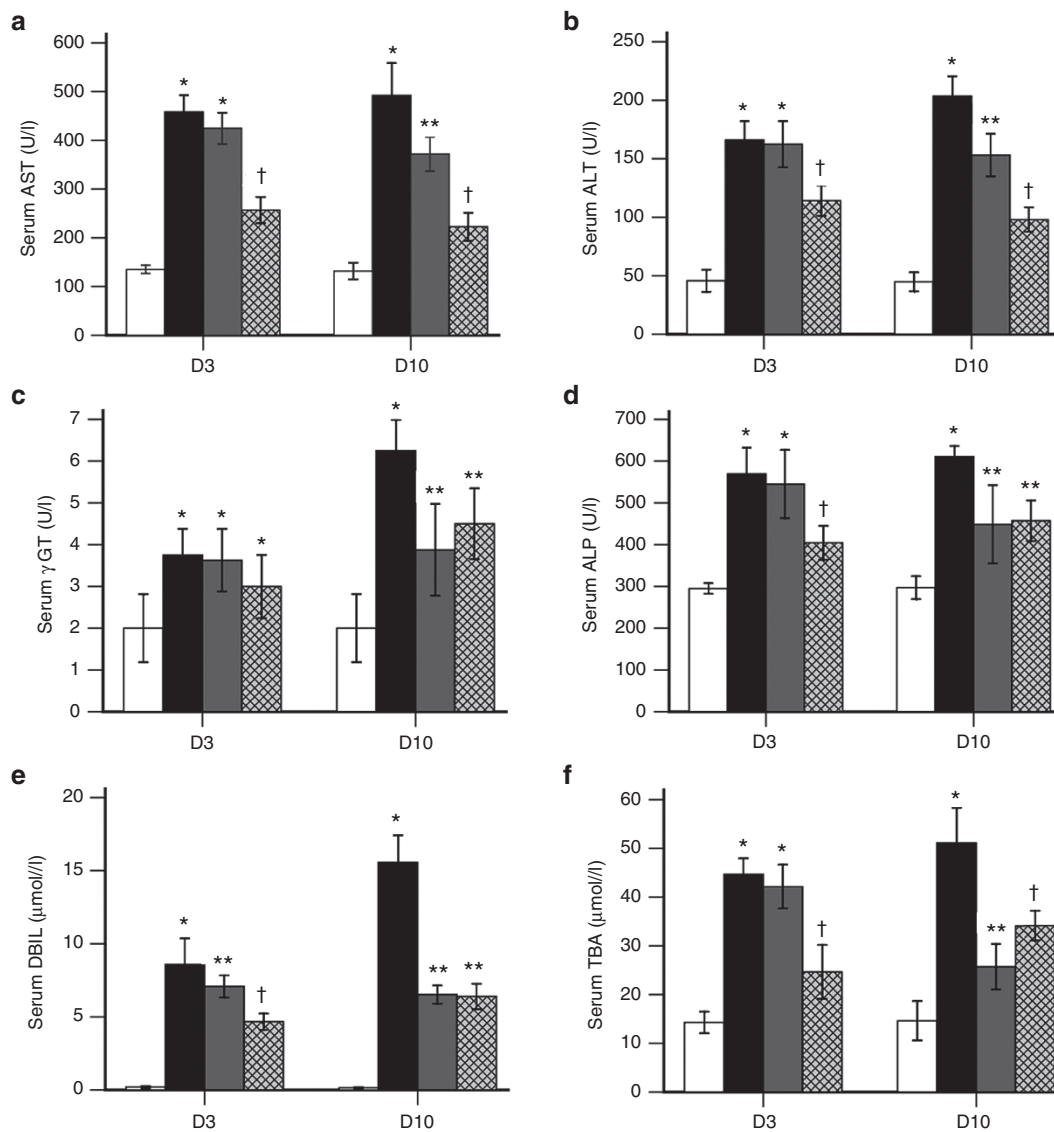 a
600
500
400
300
200
100
0
Serum AST (U/l)
* * †
* ** †
D3 D10
b
250
200
150
100
50
0
Serum ALT (U/l)
* * †
* ** †
D3 D10
c
7
6
5
4
3
2
1
0
Serum γ GT (U/l)
* * *
* ** **
D3 D10
d
700
600
500
400
300
200
100
0
Serum ALP (U/l)
* * †
* ** **
D3 D10
e
20
15
10
5
0
Serum DBIL (μmol//l)
* ** †
* ** **
D3 D10
f
60
50
40
30
20
10
0
Serum TBA (μmol//l)
* * †
* ** †
D3 D10